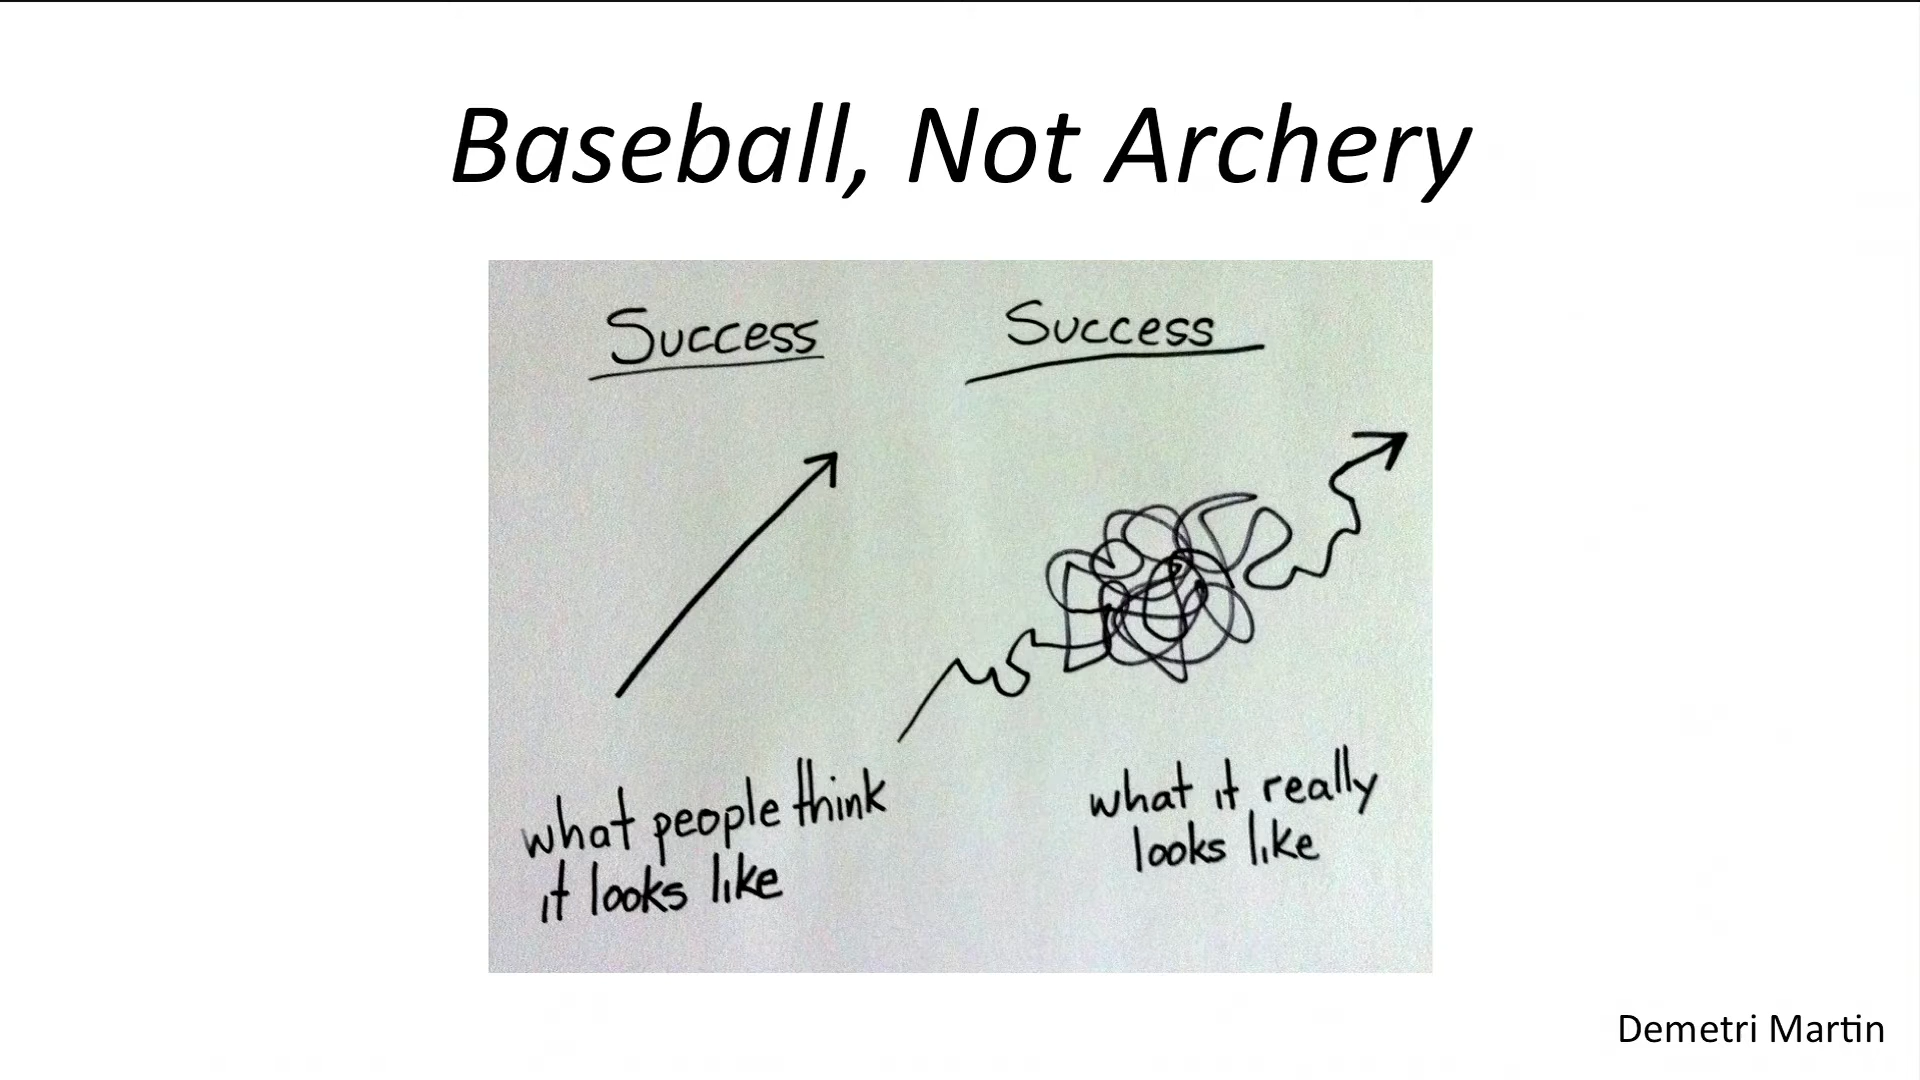 Baseball, Not Archery
Success
what people think
it looks like
Success
what it really
looks like
Demetri Martin